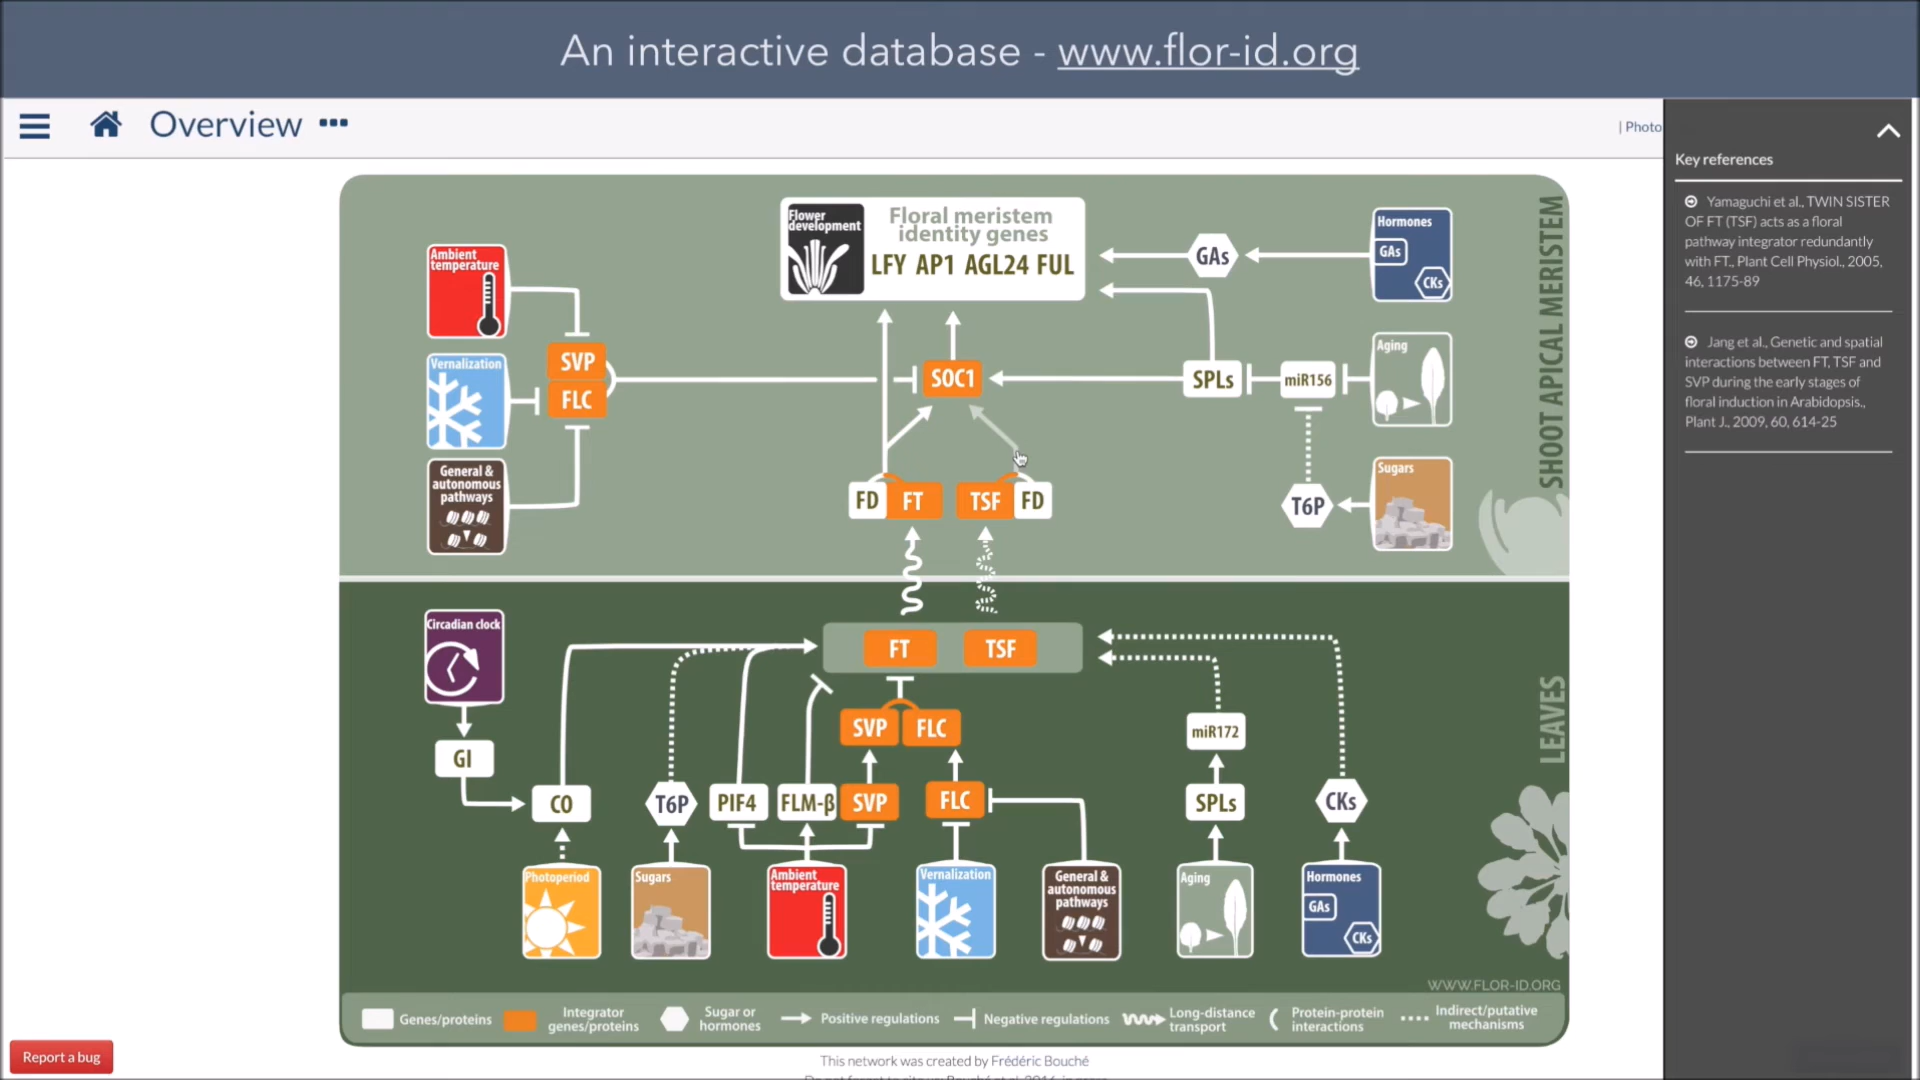 An interactive database - www.flor-id.org
Overview •••
| Photo
Key references
Yamaguchi et al., TWIN SISTER
OF FT (TSF) acts as a floral
pathway integrator redundantly
with FT., Plant Cell Physiol., 2005,
46, 1175-89
Jang et al., Genetic and spatial
interactions between FT, TSF and
SVP during the early stages of
floral induction in Arabidopsis.,
Plant J., 2009, 60, 614-25
SHOOT APICAL MERISTEM
Flower
development
Floral meristem
identity genes
LFY AP1 AGL24 FUL
Ambient
temperature
Vernalization
General &
autonomous
pathways
SVP
FLC
SOC1
GAs
Hormones
GAs
CKs
SPLs
miR156
Aging
T6P
Sugars
FD
FT
TSF
FD
LEAVES
Circadian clock
GI
CO
FT
TSF
SVP
FLC
T6P
PIF4
FLM-β
SVP
FLC
miR172
SPLs
CKs
Photoperiod
Sugars
Ambient
temperature
Vernalization
General &
autonomous
pathways
Aging
Hormones
GAs
CKs
WWW.FLOR-ID.ORG
Genes/proteins
Integrator
genes/proteins
Sugar or
hormones
Positive regulations
Negative regulations
Long-distance
transport
Protein-protein
interactions
Indirect/putative
mechanisms
Report a bug
This network was created by Frédéric Bouché